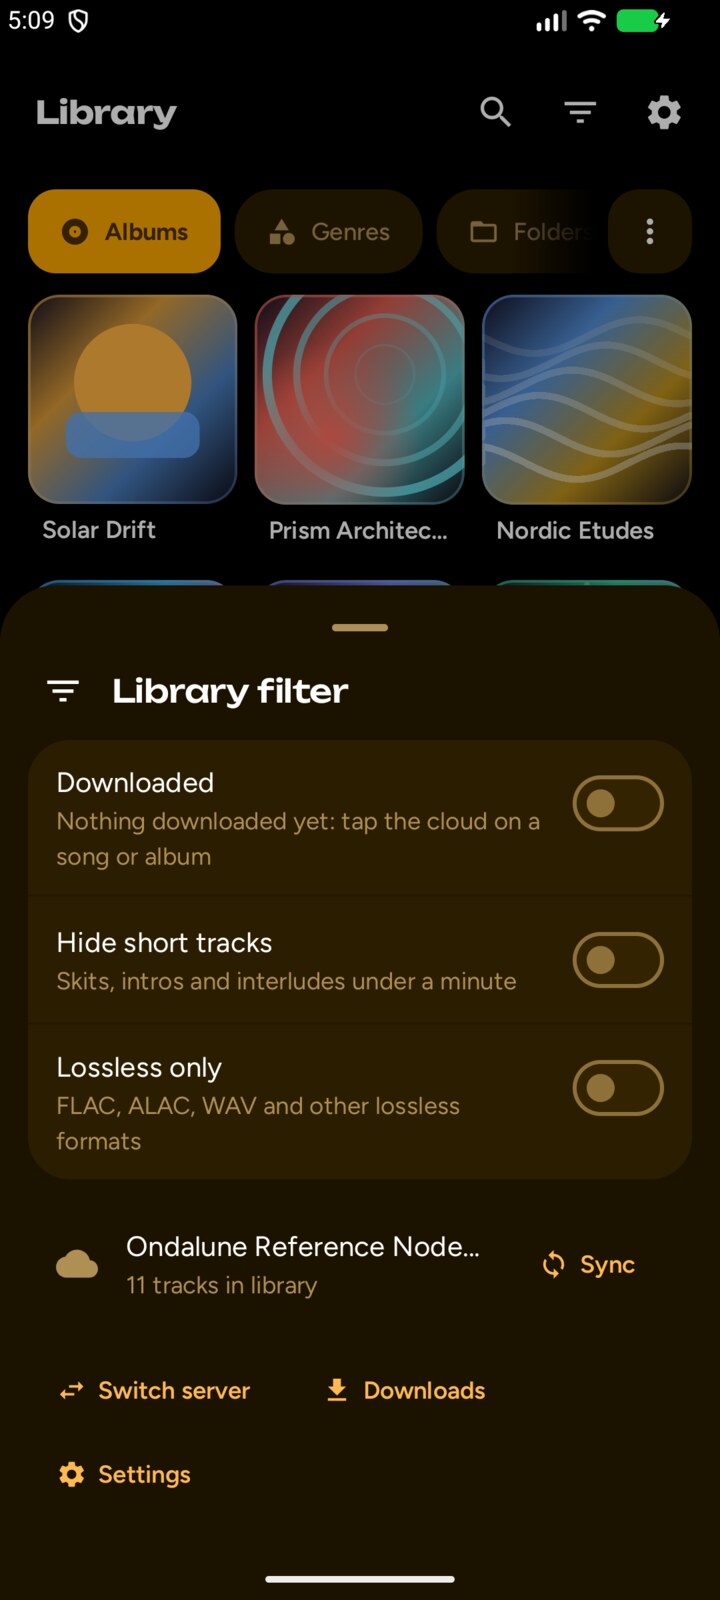 5:09
Library
Albums
Genres
Folders
Solar Drift
Prism Architec...
Nordic Etudes
Library filter
Downloaded
Nothing downloaded yet: tap the cloud on a
song or album
Hide short tracks
Skits, intros and interludes under a minute
Lossless only
FLAC, ALAC, WAV and other lossless
formats
Ondalune Reference Node...
11 tracks in library
Sync
Switch server
Downloads
Settings